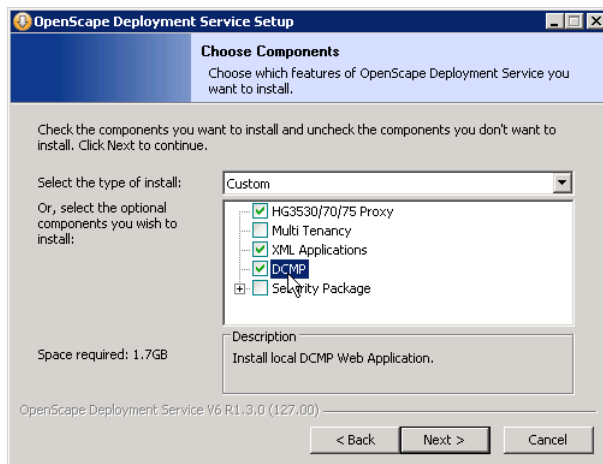 OpenScape Deployment Service Setup
Choose Components
Choose which features of OpenScape Deployment Service you
want to install.
Check the components you want to install and uncheck the components you don't want to
install. Click Next to continue.
Select the type of install:
Custom
Or, select the optional
components you wish to
install:
HG3530/70/75 Proxy
Multi Tenancy
XML Applications
DCMP
Security Package
Space required: 1.7GB
Description
Install local DCMP Web Application.
OpenScape Deployment Service V6 R1.3.0 (127.00)
< Back
Next >
Cancel